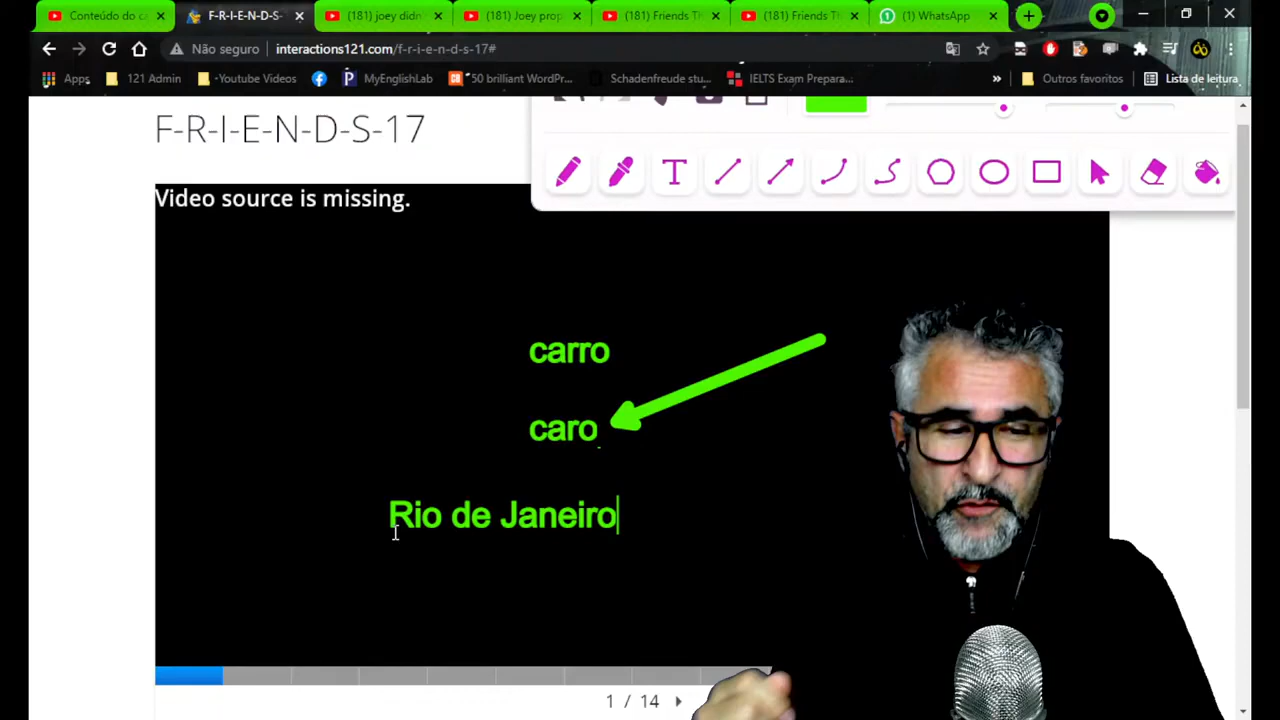 Conteúdo do c
F-R-I-E-N-D-S-
(181) joey didn
(181) Joey prop
(181) Friends Th
(181) Friends Th
(1) WhatsApp
Não seguro
interactions121.com/f-r-i-e-n-d-s-17#
Apps
121 Admin
-Youtube Videos
MyEnglishLab
50 brilliant WordPr...
Schadenfreude stu...
IELTS Exam Prepara...
»
Outros favoritos
Lista de leitura
F-R-I-E-N-D-S-17
T
Video source is missing.
carro
caro
Rio de Janeiro
1 / 14